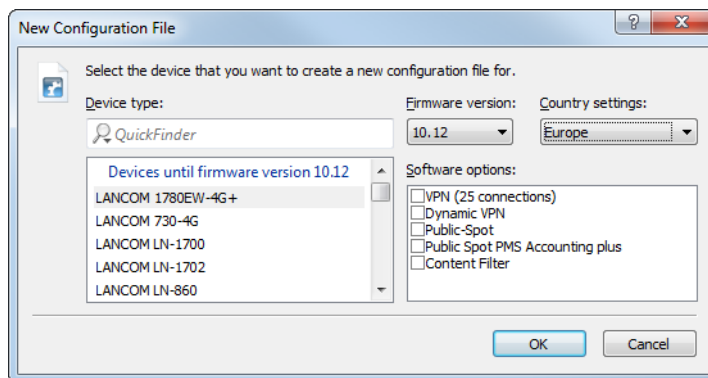 New Configuration File
Select the device that you want to create a new configuration file for.
Device type:
Firmware version:
Country settings:
QuickFinder
10.12
Europe
Devices until firmware version 10.12
LANCOM 1780EW-4G+
LANCOM 730-4G
LANCOM LN-1700
LANCOM LN-1702
LANCOM LN-860
Software options:
VPN (25 connections)
Dynamic VPN
Public-Spot
Public Spot PMS Accounting plus
Content Filter
OK
Cancel